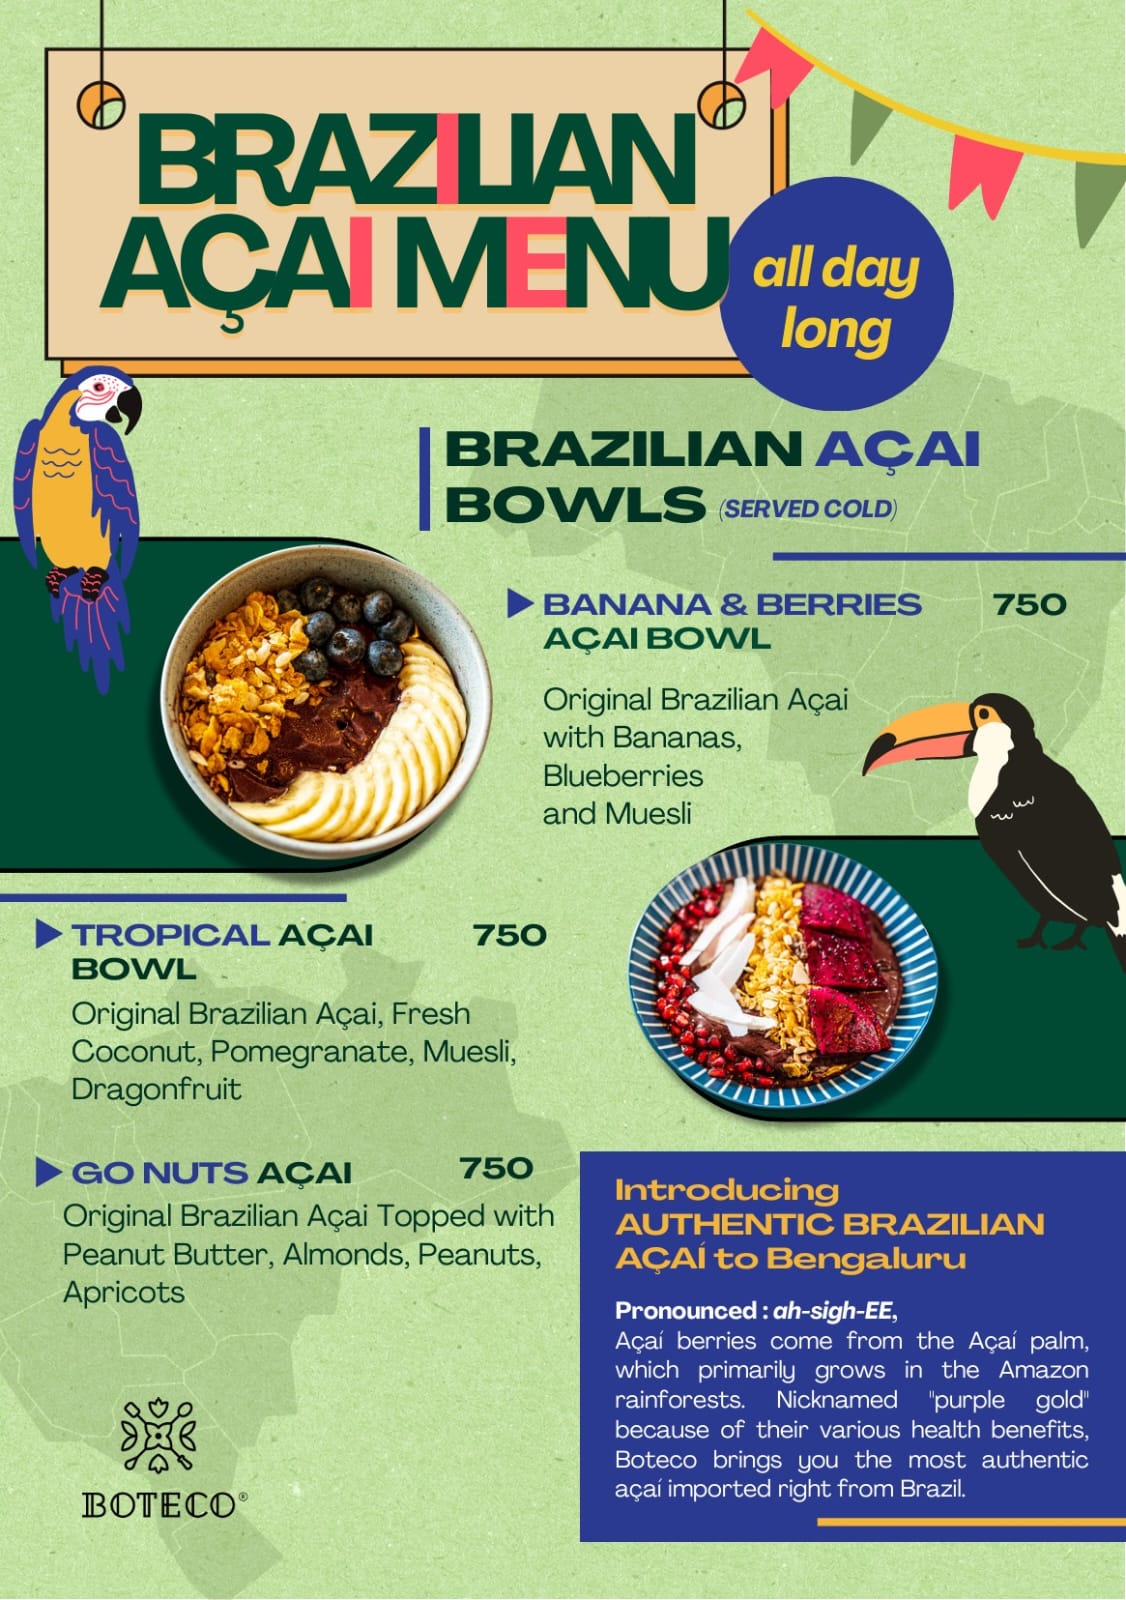 BRAZILIAN
AÇAI MENU
all day
long
BRAZILIAN AÇAI
BOWLS (SERVED COLD)
BANANA & BERRIES 750
AÇAI BOWL
Original Brazilian Açai
with Bananas,
Blueberries
and Muesli
TROPICAL AÇAI 750
BOWL
Original Brazilian Açai, Fresh
Coconut, Pomegranate, Muesli,
Dragonfruit
GO NUTS AÇAI 750
Original Brazilian Açai Topped with
Peanut Butter, Almonds, Peanuts,
Apricots
Introducing
AUTHENTIC BRAZILIAN
AÇAÍ to Bengaluru
Pronounced : ah-sigh-EE,
Açaí berries come from the Açaí palm,
which primarily grows in the Amazon
rainforests. Nicknamed "purple gold"
because of their various health benefits,
Boteco brings you the most authentic
açaí imported right from Brazil.
BOTECO®